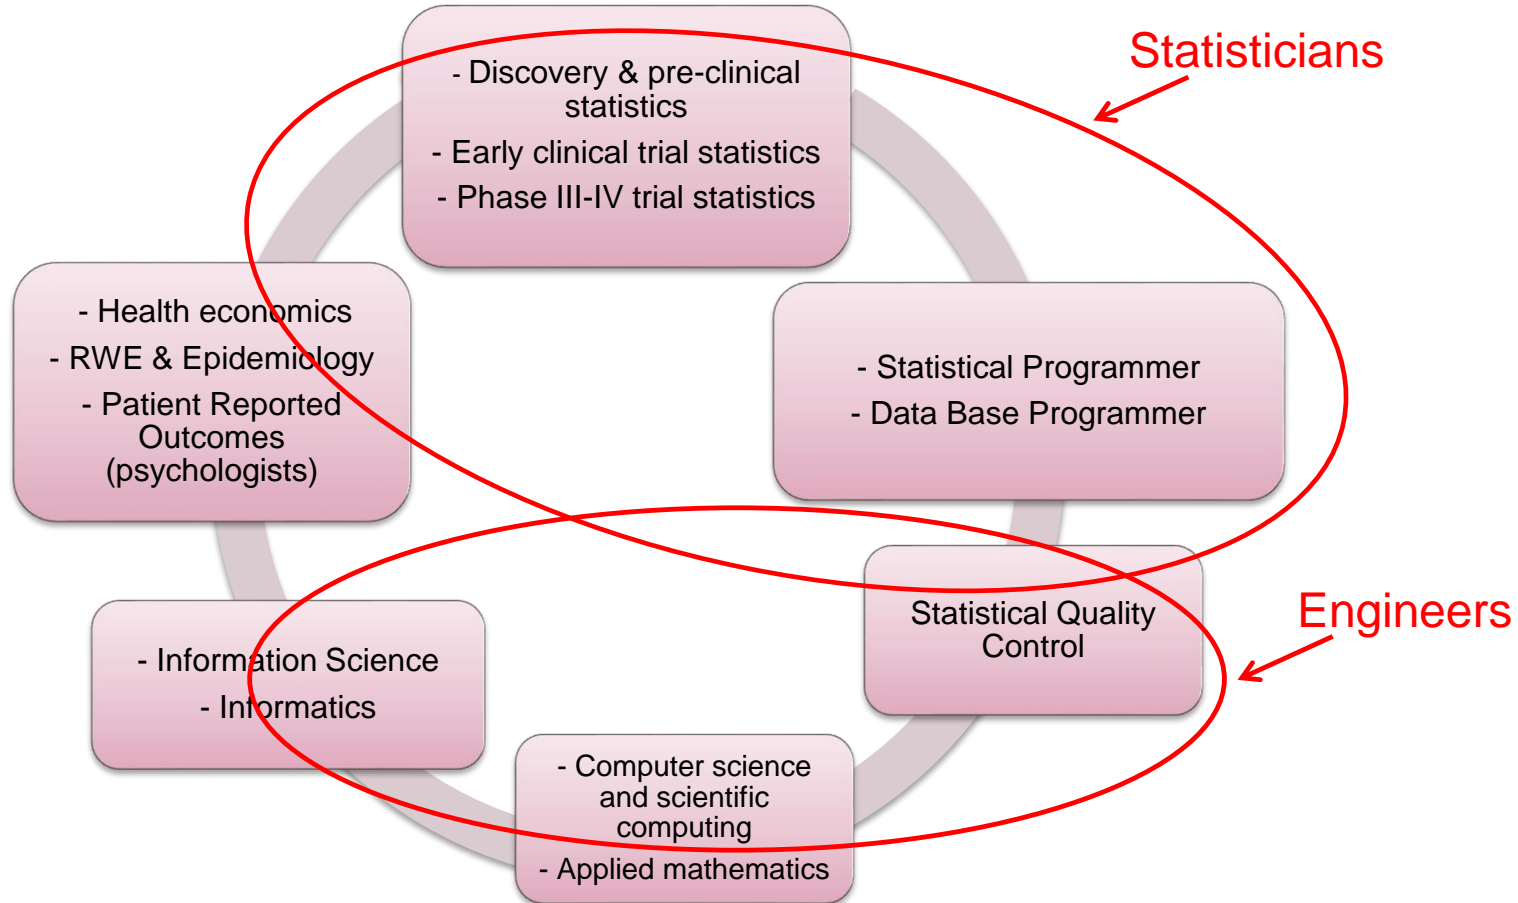 Statisticians
- Discovery & pre-clinical
statistics
- Early clinical trial statistics
- Phase III-IV trial statistics
- Health economics
- RWE & Epidemiology
- Patient Reported
Outcomes
(psychologists)
- Statistical Programmer
- Data Base Programmer
Statistical Quality
Control
Engineers
- Information Science
- Informatics
- Computer science
and scientific
computing
- Applied mathematics